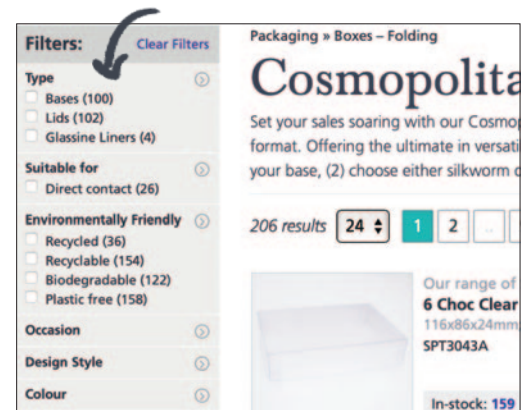 Filters: Clear Filters
Type
Bases (100)
Lids (102)
Glassine Liners (4)
Suitable for
Direct contact (26)
Environmentally Friendly
Recycled (36)
Recyclable (154)
Biodegradable (122)
Plastic free (158)
Occasion
Design Style
Colour
Packaging » Boxes – Folding
Cosmopolita
Set your sales soaring with our Cosmop
format. Offering the ultimate in versati
your base, (2) choose either silkworm o
206 results 24 1 2 ..
Our range of
6 Choc Clear
116x86x24mm
SPT3043A
In-stock: 159